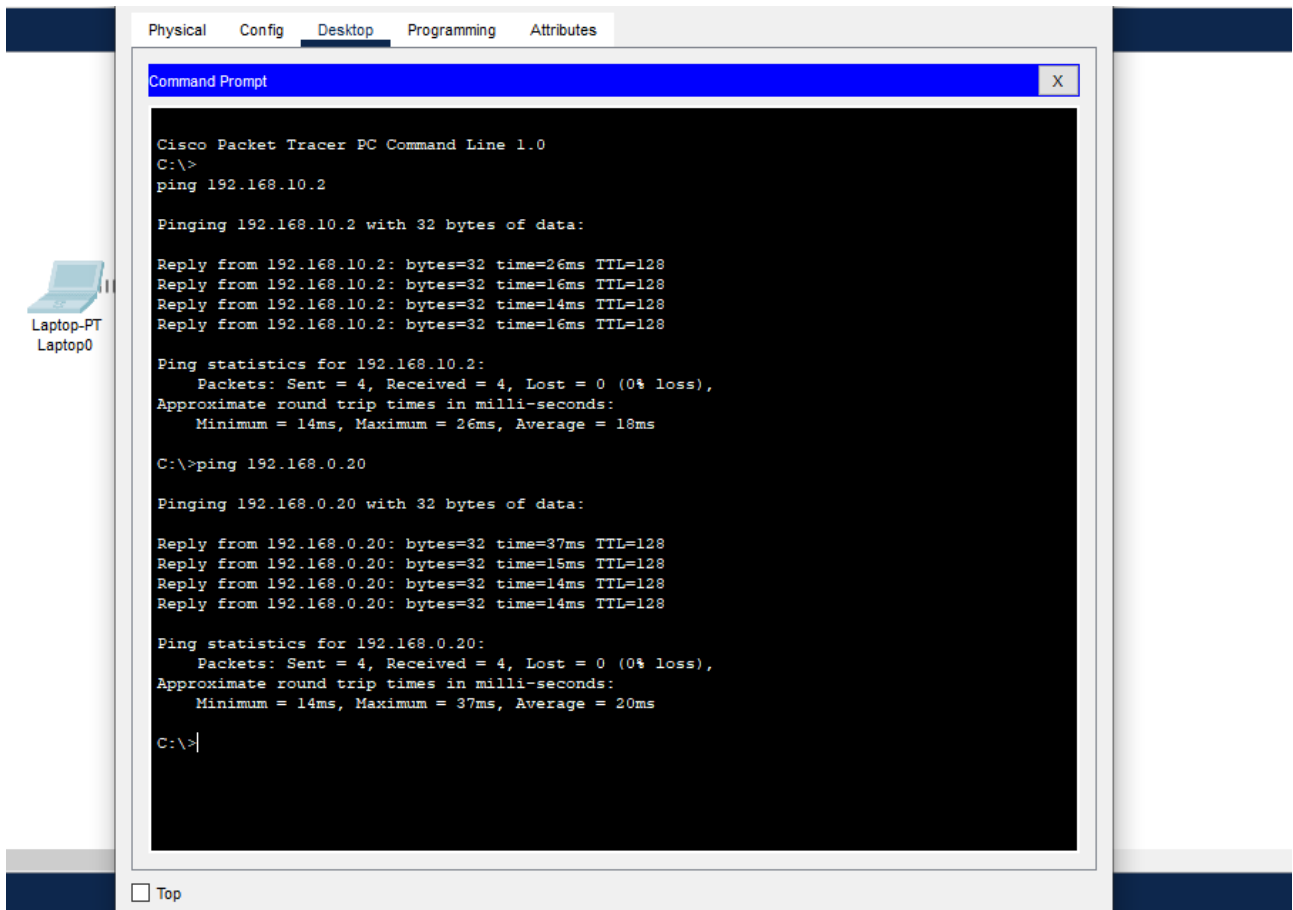 Physical Config Desktop Programming Attributes
Command Prompt X
Cisco Packet Tracer PC Command Line 1.0
C:\>
ping 192.168.10.2
Pinging 192.168.10.2 with 32 bytes of data:
Reply from 192.168.10.2: bytes=32 time=26ms TTL=128
Reply from 192.168.10.2: bytes=32 time=16ms TTL=128
Reply from 192.168.10.2: bytes=32 time=14ms TTL=128
Reply from 192.168.10.2: bytes=32 time=16ms TTL=128
Ping statistics for 192.168.10.2:
    Packets: Sent = 4, Received = 4, Lost = 0 (0% loss),
Approximate round trip times in milli-seconds:
    Minimum = 14ms, Maximum = 26ms, Average = 18ms
C:\>ping 192.168.0.20
Pinging 192.168.0.20 with 32 bytes of data:
Reply from 192.168.0.20: bytes=32 time=37ms TTL=128
Reply from 192.168.0.20: bytes=32 time=15ms TTL=128
Reply from 192.168.0.20: bytes=32 time=14ms TTL=128
Reply from 192.168.0.20: bytes=32 time=14ms TTL=128
Ping statistics for 192.168.0.20:
    Packets: Sent = 4, Received = 4, Lost = 0 (0% loss),
Approximate round trip times in milli-seconds:
    Minimum = 14ms, Maximum = 37ms, Average = 20ms
C:\>
Laptop-PT
Laptop0
Top